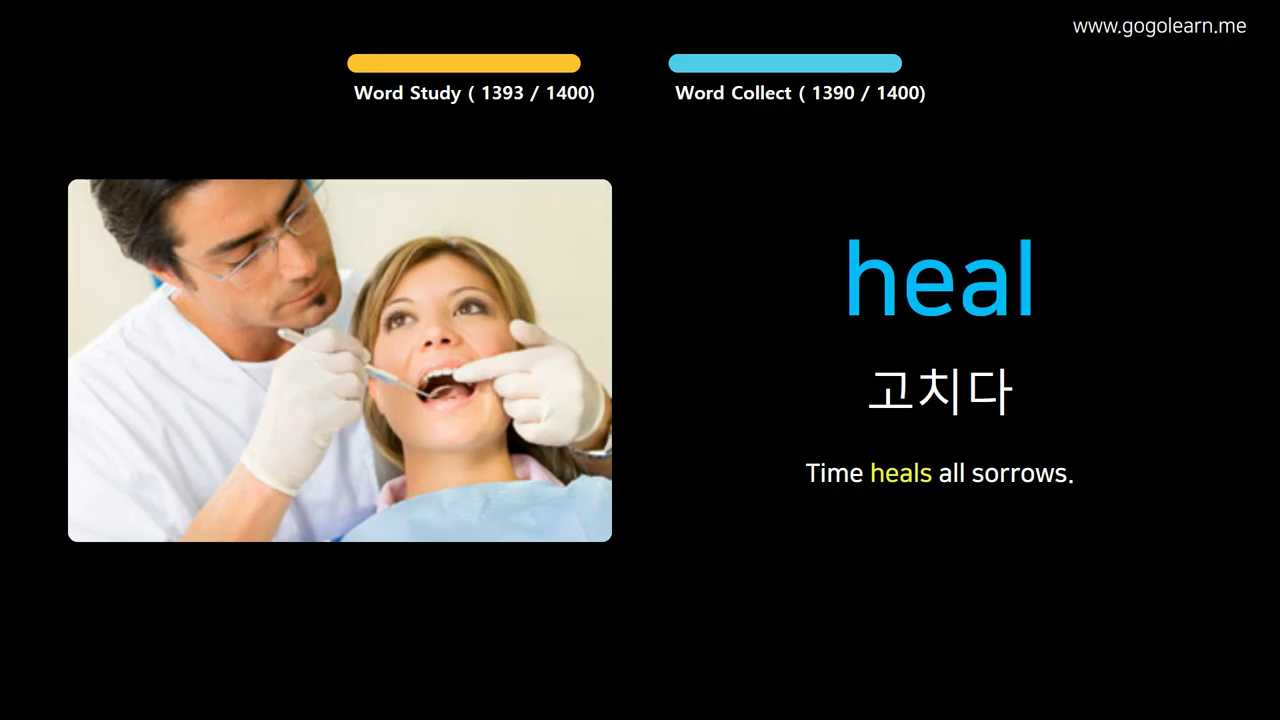 www.gogolearn.me
Word Study ( 1393 / 1400)
Word Collect ( 1390 / 1400)
heal
고치다
Time heals all sorrows.